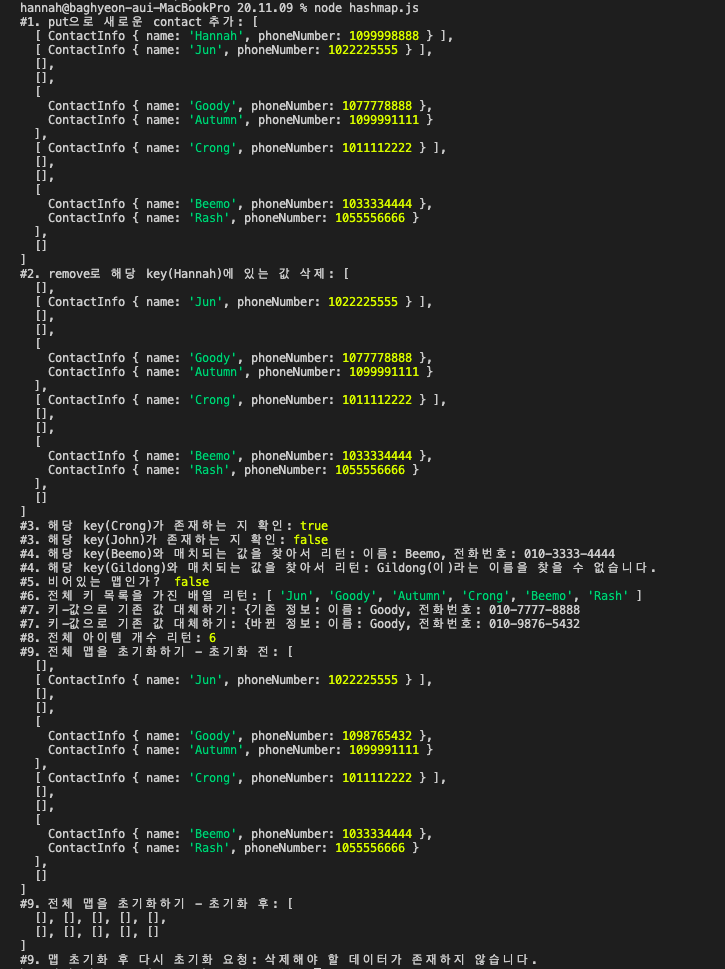 hannah@baghyeon-aui-MacBookPro 20.11.09 % node hashmap.js
#1. put으로 새로운 contact 추가: [
  [ ContactInfo { name: 'Hannah', phoneNumber: 1099998888 } ],
  [ ContactInfo { name: 'Jun', phoneNumber: 1022225555 } ],
  [],
  [],
  [
    ContactInfo { name: 'Goody', phoneNumber: 1077778888 },
    ContactInfo { name: 'Autumn', phoneNumber: 1099991111 }
  ],
  [ ContactInfo { name: 'Crong', phoneNumber: 1011112222 } ],
  [],
  [],
  [
    ContactInfo { name: 'Beemo', phoneNumber: 1033334444 },
    ContactInfo { name: 'Rash', phoneNumber: 1055556666 }
  ],
  []
]
#2. remove로 해당 key(Hannah)에 있는 값 삭제: [
  [],
  [ ContactInfo { name: 'Jun', phoneNumber: 1022225555 } ],
  [],
  [],
  [
    ContactInfo { name: 'Goody', phoneNumber: 1077778888 },
    ContactInfo { name: 'Autumn', phoneNumber: 1099991111 }
  ],
  [ ContactInfo { name: 'Crong', phoneNumber: 1011112222 } ],
  [],
  [],
  [
    ContactInfo { name: 'Beemo', phoneNumber: 1033334444 },
    ContactInfo { name: 'Rash', phoneNumber: 1055556666 }
  ],
  []
]
#3. 해당 key(Crong)가 존재하는 지 확인: true
#3. 해당 key(John)가 존재하는 지 확인: false
#4. 해당 key(Beemo)와 매치되는 값을 찾아서 리턴: 이름: Beemo, 전화번호: 010-3333-4444
#4. 해당 key(Gildong)와 매치되는 값을 찾아서 리턴: Gildong(이)라는 이름을 찾을 수 없습니다.
#5. 비어있는 맵인가?  false
#6. 전체 키 목록을 가진 배열 리턴: [ 'Jun', 'Goody', 'Autumn', 'Crong', 'Beemo', 'Rash' ]
#7. 키-값으로 기존 값 대체하기: {기존 정보: 이름: Goody, 전화번호: 010-7777-8888
#7. 키-값으로 기존 값 대체하기: {바뀐 정보: 이름: Goody, 전화번호: 010-9876-5432
#8. 전체 아이템 개수 리턴: 6
#9. 전체 맵을 초기화하기 - 초기화 전: [
  [],
  [ ContactInfo { name: 'Jun', phoneNumber: 1022225555 } ],
  [],
  [],
  [
    ContactInfo { name: 'Goody', phoneNumber: 1098765432 },
    ContactInfo { name: 'Autumn', phoneNumber: 1099991111 }
  ],
  [ ContactInfo { name: 'Crong', phoneNumber: 1011112222 } ],
  [],
  [],
  [
    ContactInfo { name: 'Beemo', phoneNumber: 1033334444 },
    ContactInfo { name: 'Rash', phoneNumber: 1055556666 }
  ],
  []
]
#9. 전체 맵을 초기화하기 - 초기화 후: [
  [], [], [], [], [],
  [], [], [], [], []
]
#9. 맵 초기화 후 다시 초기화 요청: 삭제해야 할 데이터가 존재하지 않습니다.